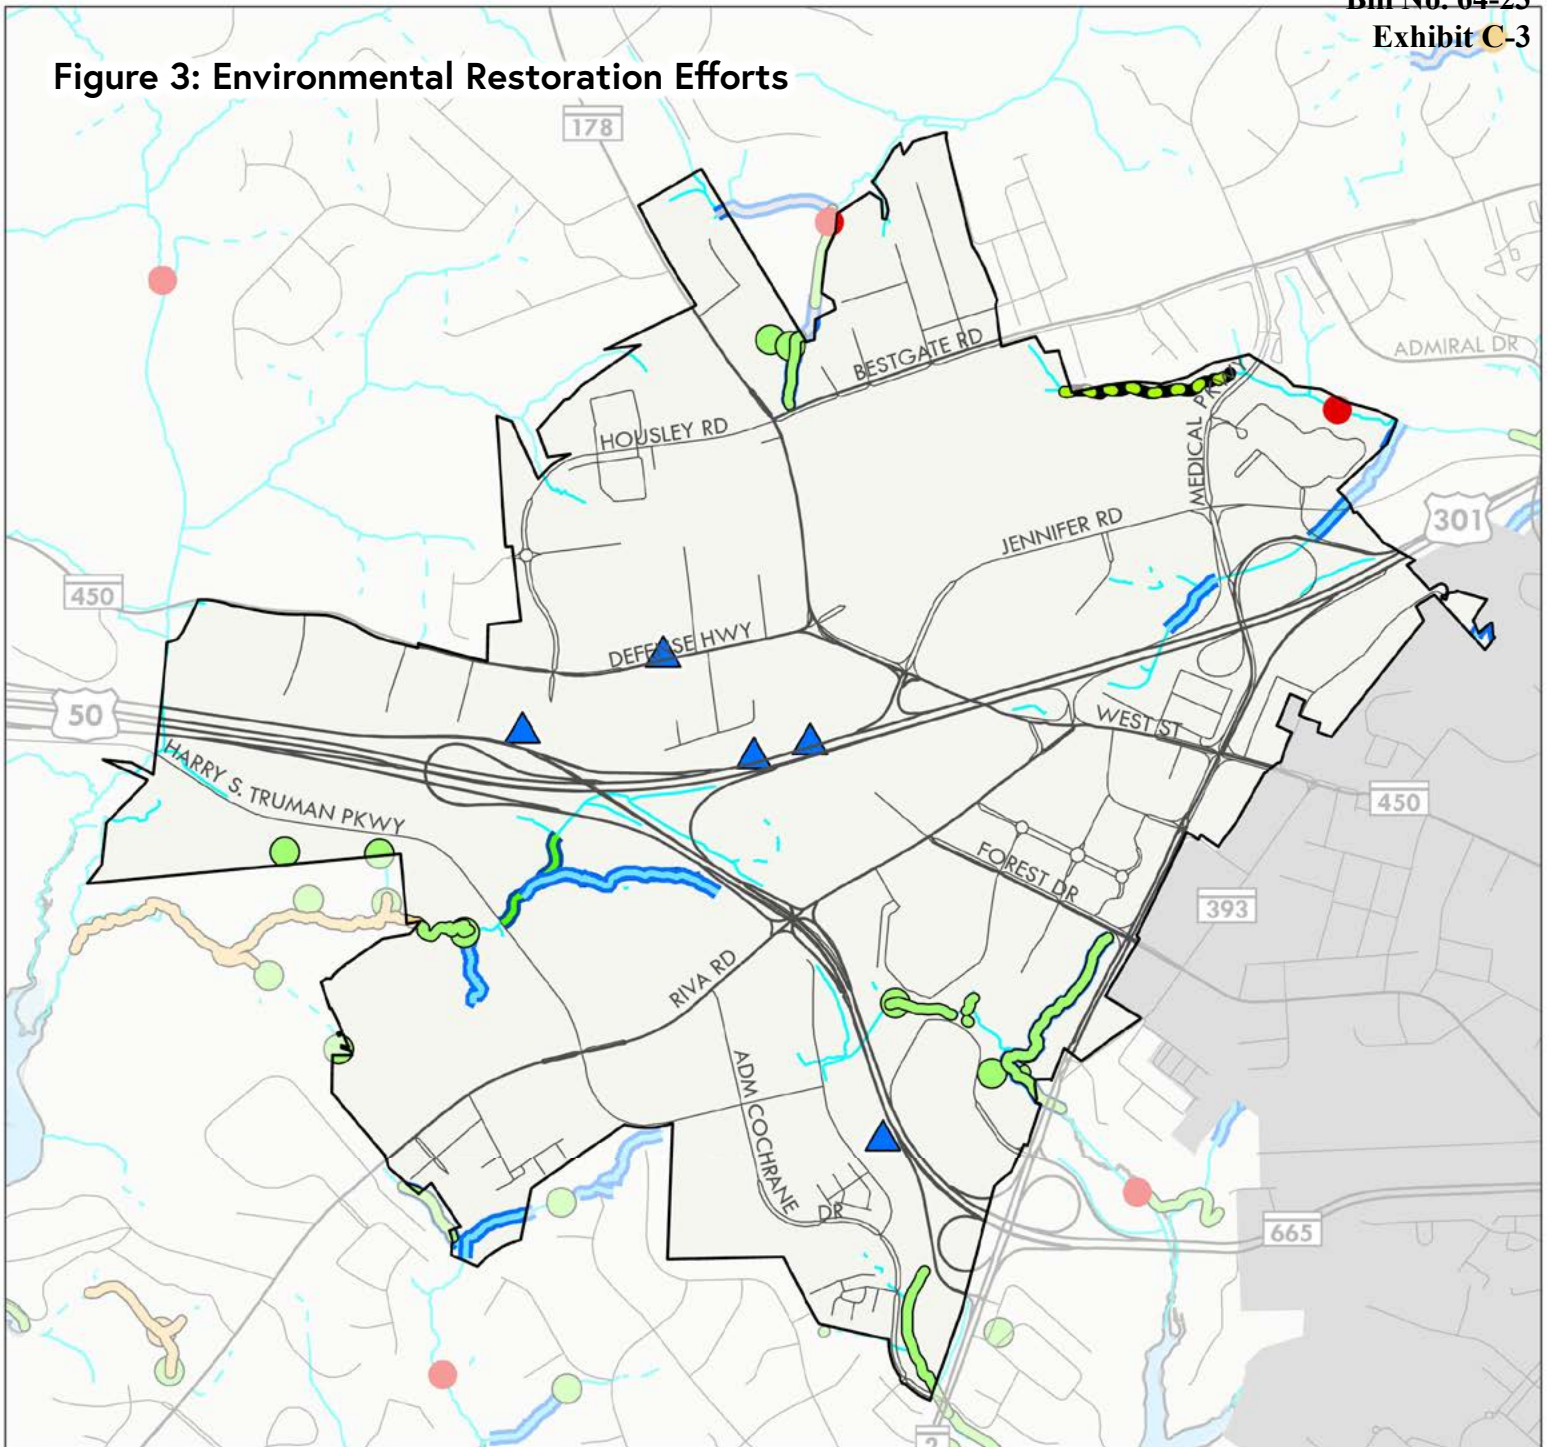 Bill No. 64-23
Exhibit C-3
Figure 3: Environmental Restoration Efforts
178
ADMIRAL DR
BESTGATE RD
HOUSLEY RD
MEDICAL PKWY
301
JENNIFER RD
450
DEFENSE HWY
50
WEST ST
HARRY S. TRUMAN PKWY
450
FOREST DR
393
RIVA RD
ADM COCHRANE DR
665
2